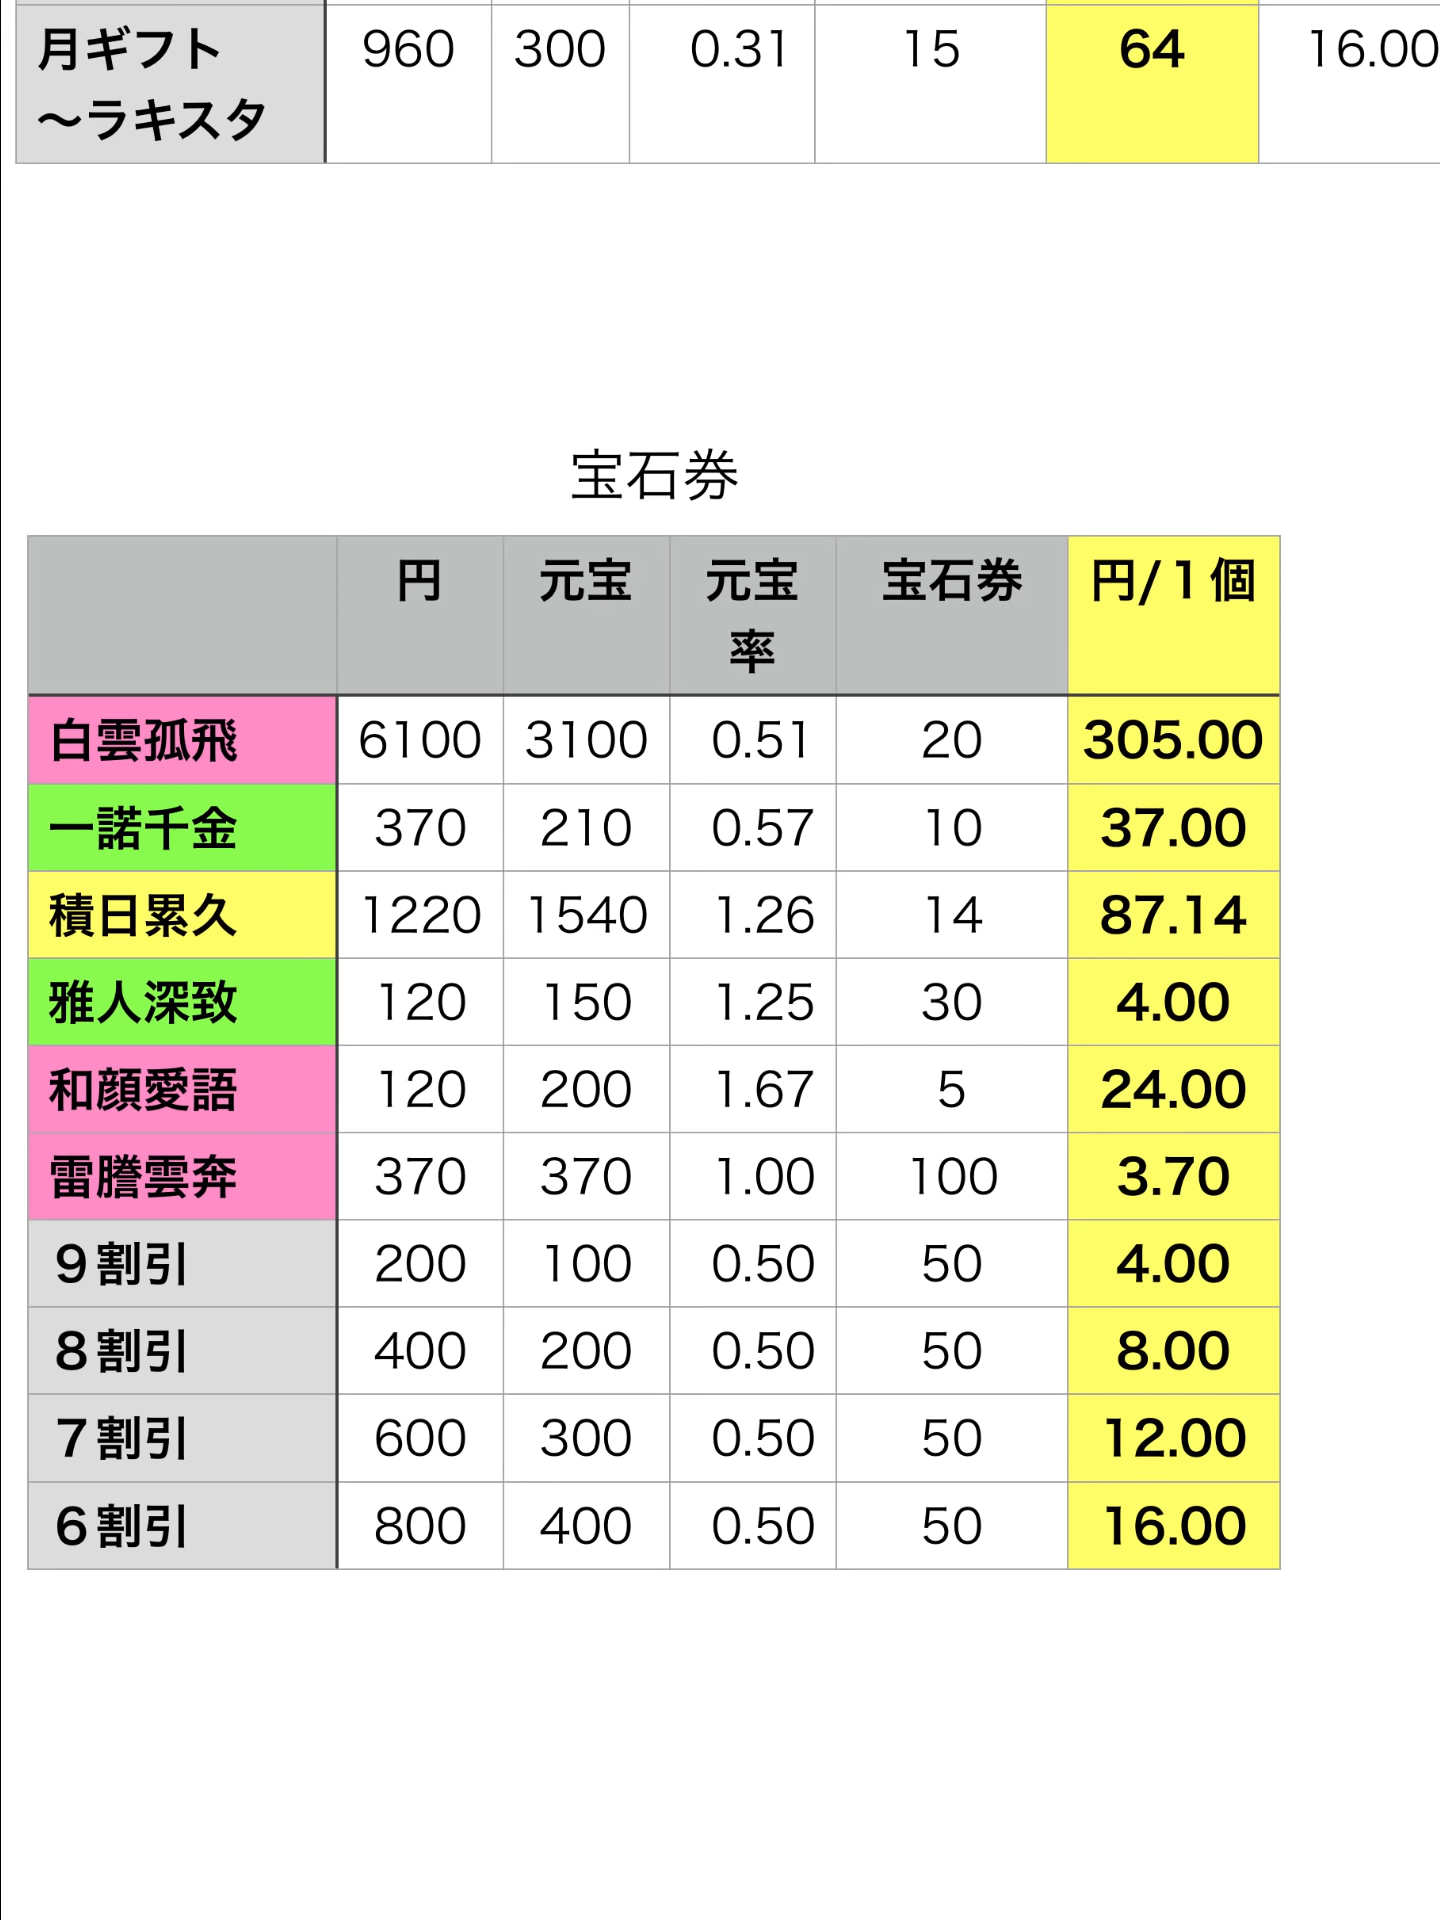 月ギフト 960 300 0.31 15 64 16.00
〜ラキスタ
宝石券
円 元宝 元宝 宝石券 円/１個
率
白雲孤飛 6100 3100 0.51 20 305.00
一諾千金 370 210 0.57 10 37.00
積日累久 1220 1540 1.26 14 87.14
雅人深致 120 150 1.25 30 4.00
和顔愛語 120 200 1.67 5 24.00
雷謄雲奔 370 370 1.00 100 3.70
９割引 200 100 0.50 50 4.00
８割引 400 200 0.50 50 8.00
７割引 600 300 0.50 50 12.00
６割引 800 400 0.50 50 16.00